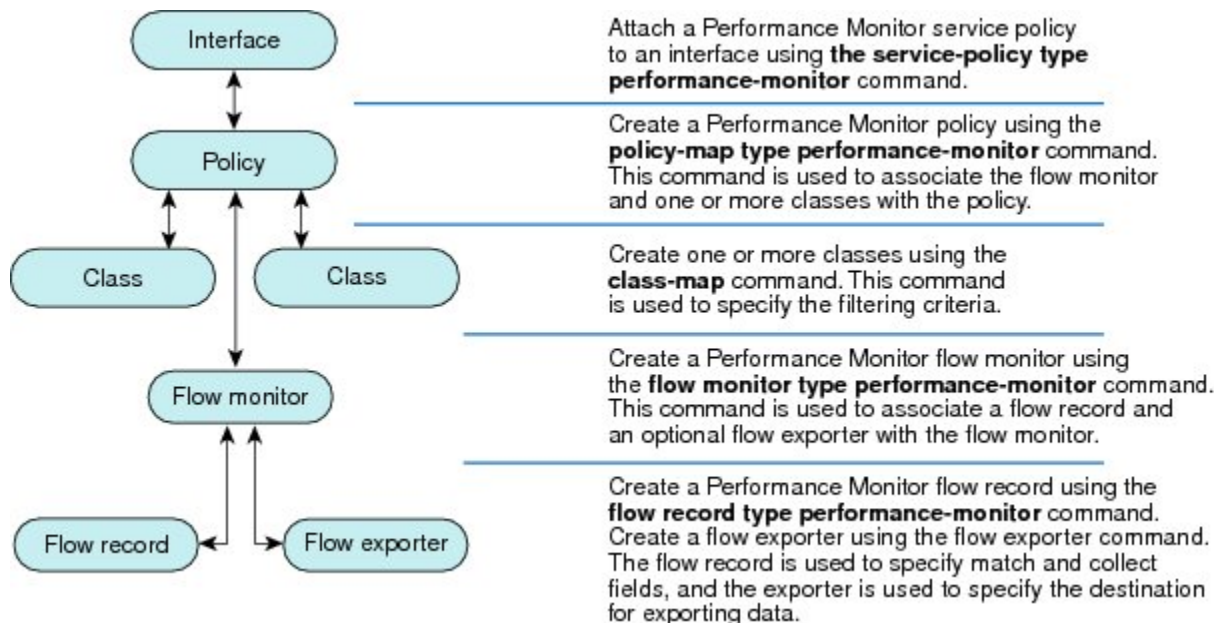 Interface
Attach a Performance Monitor service policy
to an interface using the service-policy type
performance-monitor command.
Policy
Create a Performance Monitor policy using the
policy-map type performance-monitor command.
This command is used to associate the flow monitor
and one or more classes with the policy.
Class
Class
Create one or more classes using the
class-map command. This command
is used to specify the filtering criteria.
Flow monitor
Create a Performance Monitor flow monitor using
the flow monitor type performance-monitor command.
This command is used to associate a flow record and
an optional flow exporter with the flow monitor.
Flow record
Flow exporter
Create a Performance Monitor flow record using the
flow record type performance-monitor command.
Create a flow exporter using the flow exporter command.
The flow record is used to specify match and collect
fields, and the exporter is used to specify the destination
for exporting data.